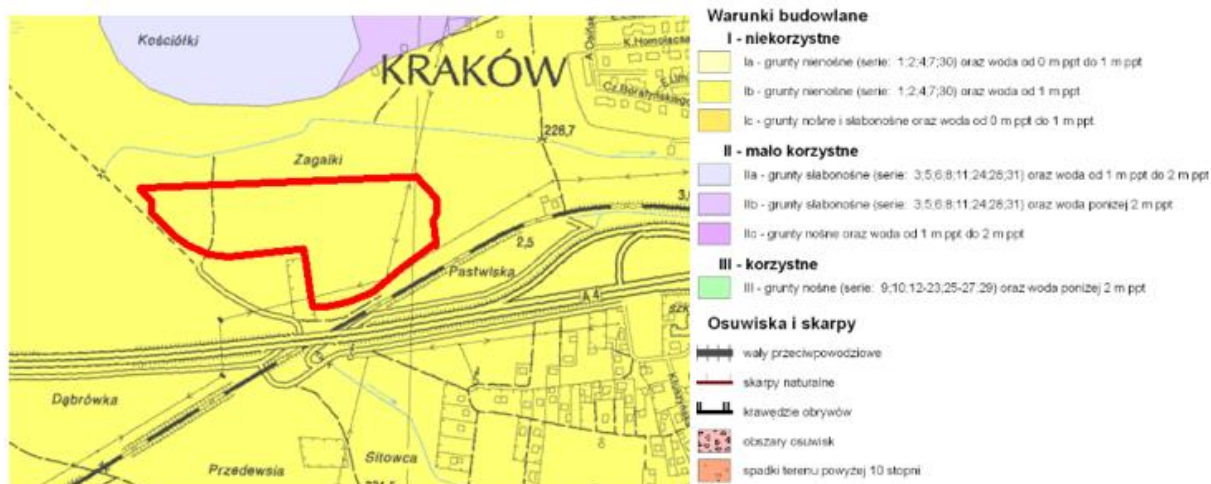 Kościółki
KRAKÓW
A.Osiń
K.Homolacsa
Cz.Boratyńskiego
228,7
Zagaiki
3,
2,5
Pastwiska
A 4
szk
Dąbrówka
Przedewsia
Sitowca
Warunki budowlane
I - niekorzystne
Ia - grunty nienośne (serie: 1;2;4;7;30) oraz woda od 0 m ppt do 1 m ppt
Ib - grunty nienośne (serie: 1;2;4;7;30) oraz woda od 1 m ppt
Ic - grunty nośne i słabonośne oraz woda od 0 m ppt do 1 m ppt
II - mało korzystne
IIa - grunty słabonośne (serie: 3;5;6;8;11;24;28;31) oraz woda od 1 m ppt do 2 m ppt
IIb - grunty słabonośne (serie: 3;5;6;8;11;24;28;31) oraz woda poniżej 2 m ppt
IIc - grunty nośne oraz woda od 1 m ppt do 2 m ppt
III - korzystne
III - grunty nośne (serie: 9;10;12-23;25-27;29) oraz woda poniżej 2 m ppt
Osuwiska i skarpy
wały przeciwpowodziowe
skarpy naturalne
krawędzie obrywów
obszary osuwisk
spadki terenu powyżej 10 stopni